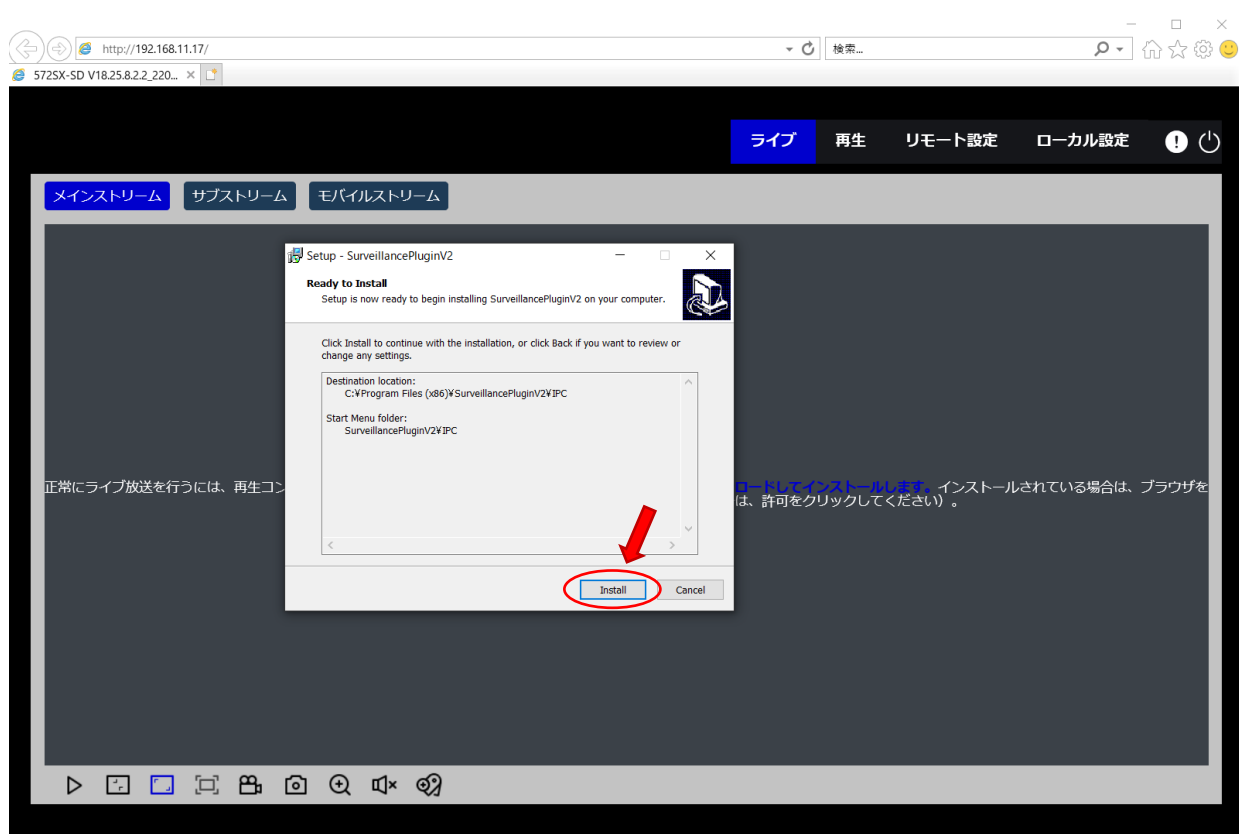 http://192.168.11.17/
検索...
572SX-SD V18.25.8.2.2_220...
ライブ
再生
リモート設定
ローカル設定
メインストリーム
サブストリーム
モバイルストリーム
Setup - SurveillancePluginV2
Ready to Install
Setup is now ready to begin installing SurveillancePluginV2 on your computer.
Click Install to continue with the installation, or click Back if you want to review or
change any settings.
Destination location:
C:¥Program Files (x86)¥SurveillancePluginV2¥IPC
Start Menu folder:
SurveillancePluginV2¥IPC
正常にライブ放送を行うには、再生コン
ロードしてインストールします。インストールされている場合は、ブラウザを
は、許可をクリックしてください）。
Install
Cancel